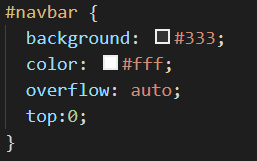 #navbar {
  background: #333;
  color: #fff;
  overflow: auto;
  top:0;
}